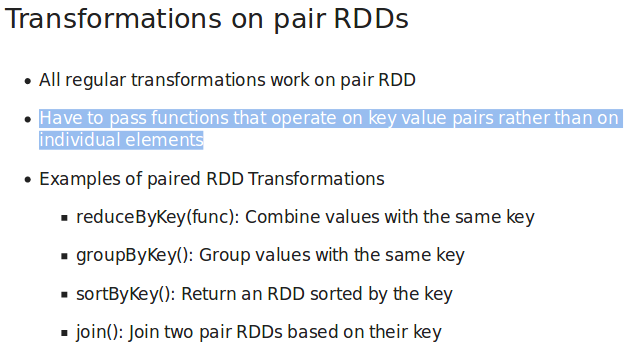 Transformations on pair RDDs
All regular transformations work on pair RDD
Have to pass functions that operate on key value pairs rather than on
individual elements
Examples of paired RDD Transformations
reduceByKey(func): Combine values with the same key
groupByKey(): Group values with the same key
sortByKey(): Return an RDD sorted by the key
join(): Join two pair RDDs based on their key